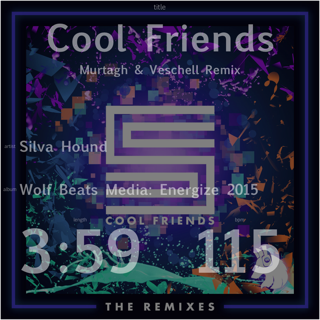 title
Cool Friends
Murtagh & Veschell Remix
artist
Silva Hound
album
Wolf Beats Media: Energize 2015
COOL FRIENDS
length
bpm
3:59
115
THE REMIXES